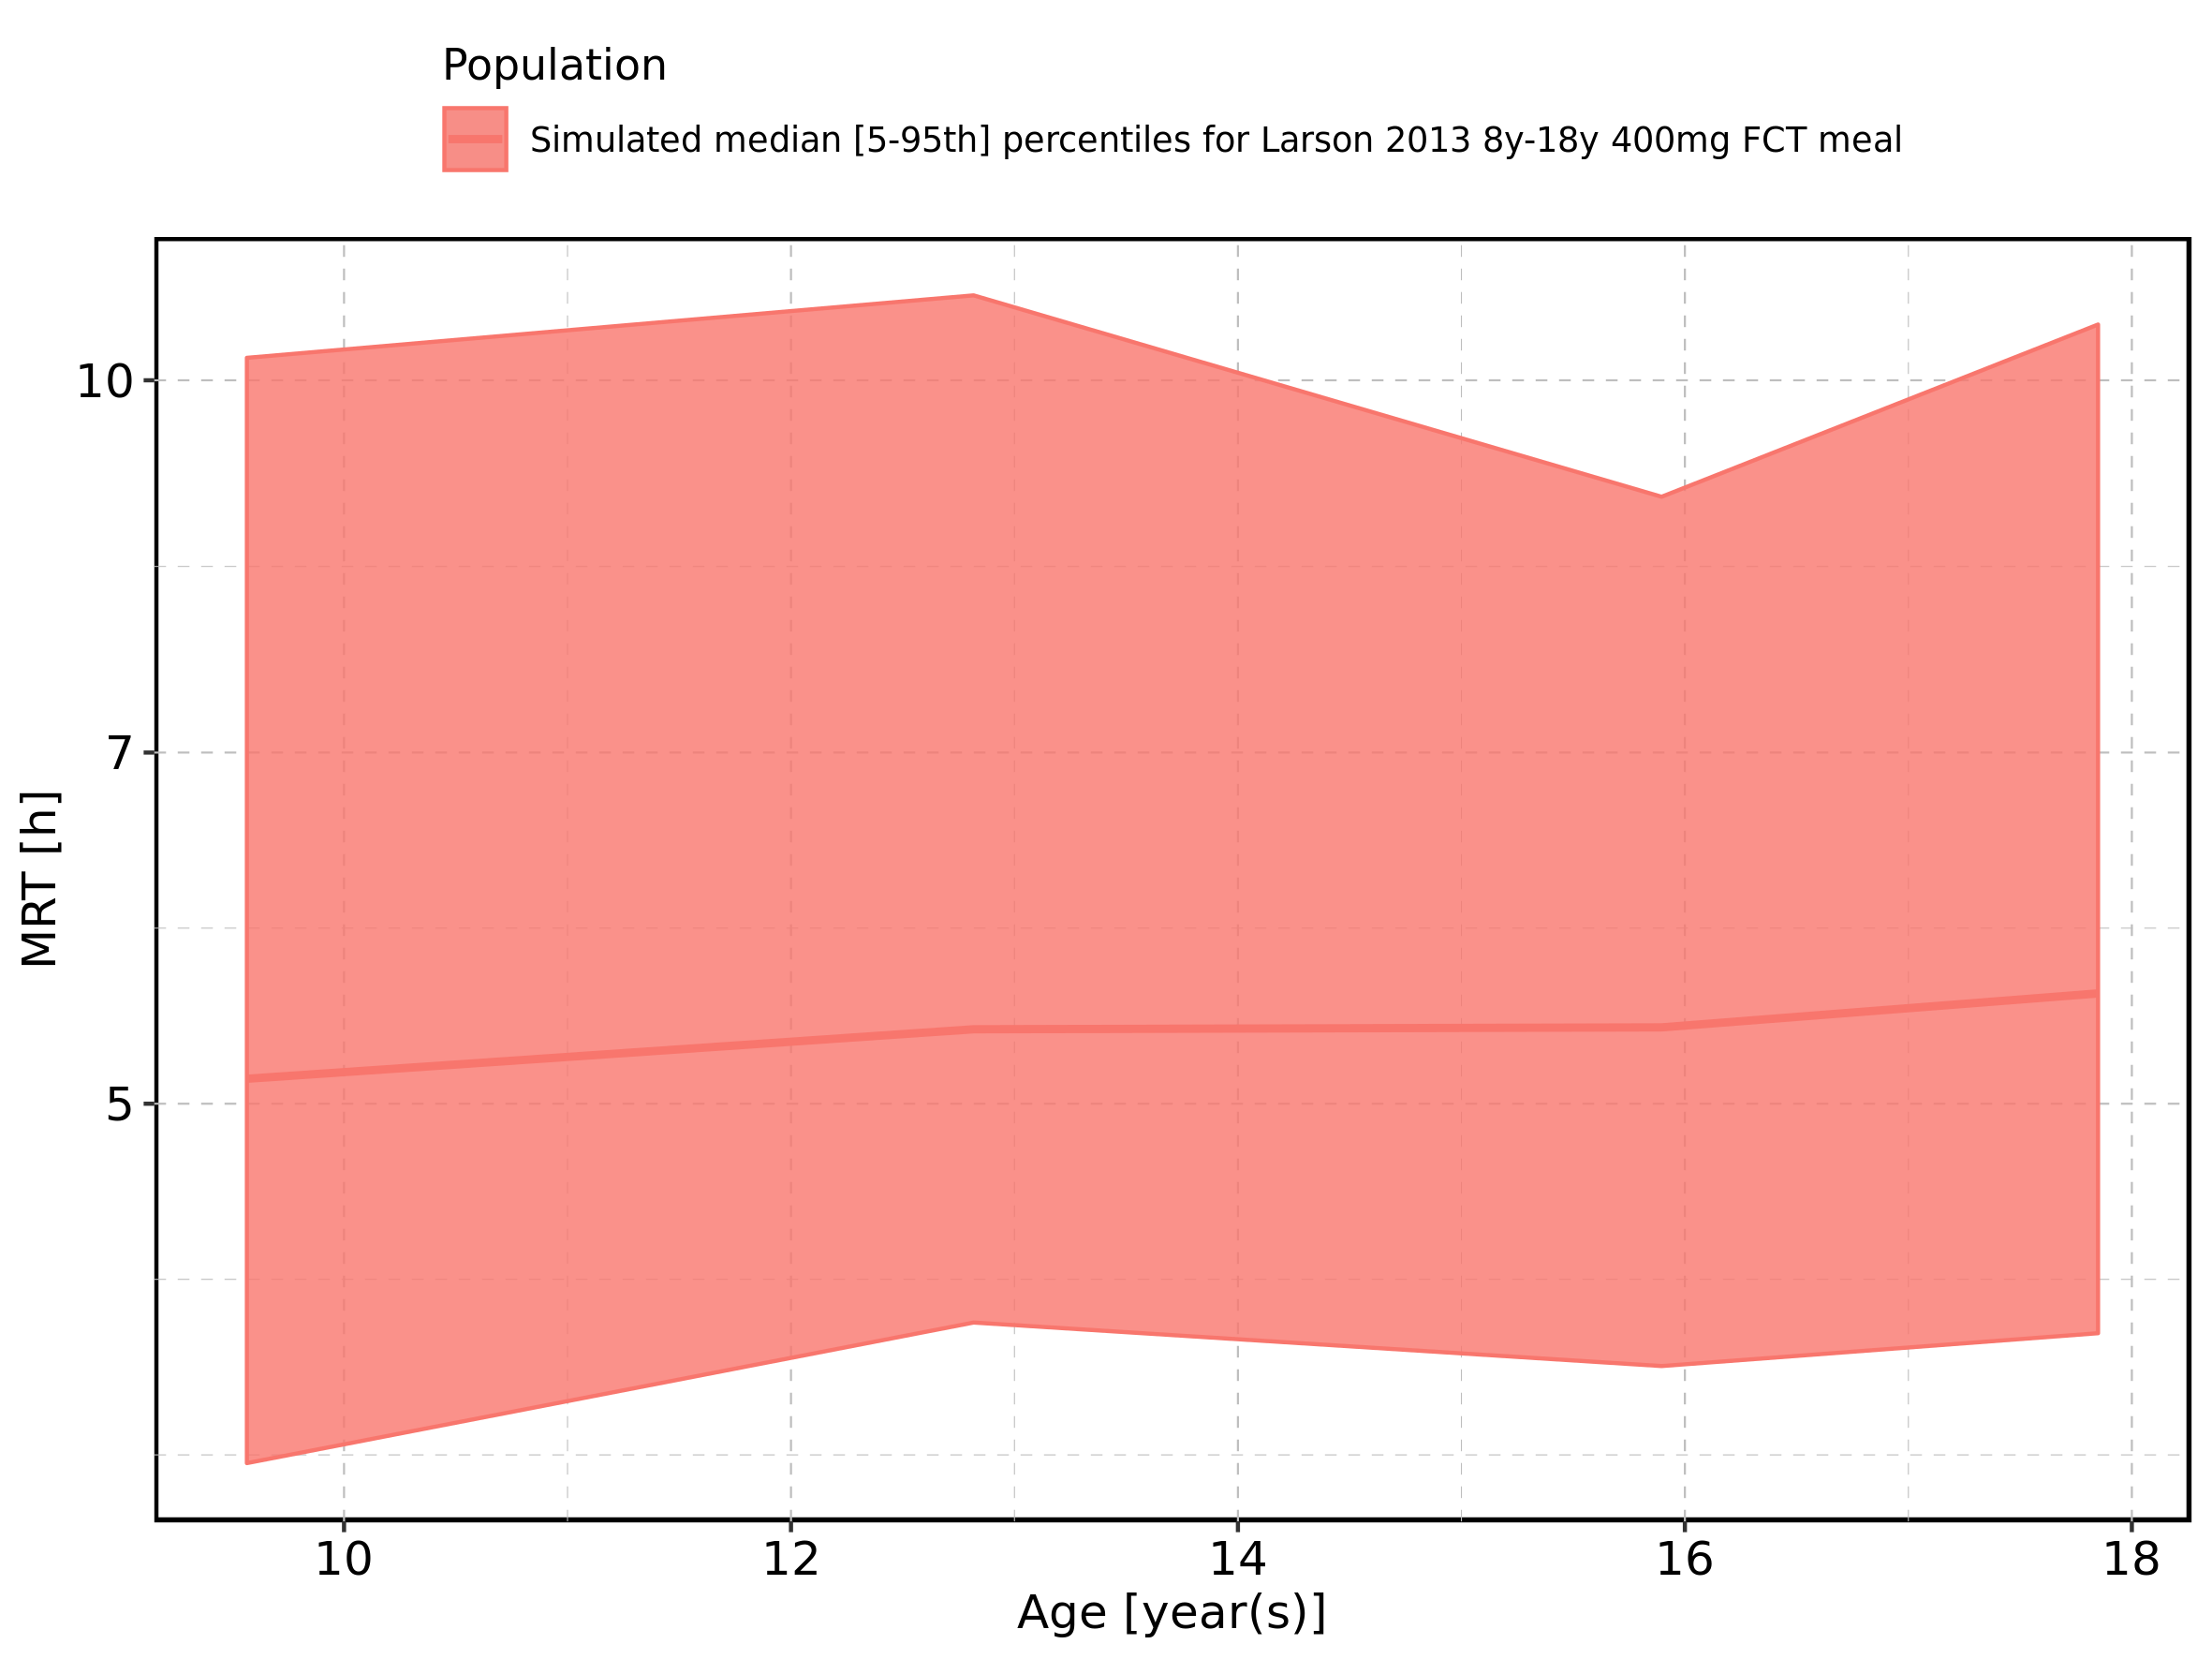 Population
Simulated median [5-95th] percentiles for Larson 2013 8y-18y 400mg FCT meal
10
7
5
MRT [h]
10 12 14 16 18
Age [year(s)]